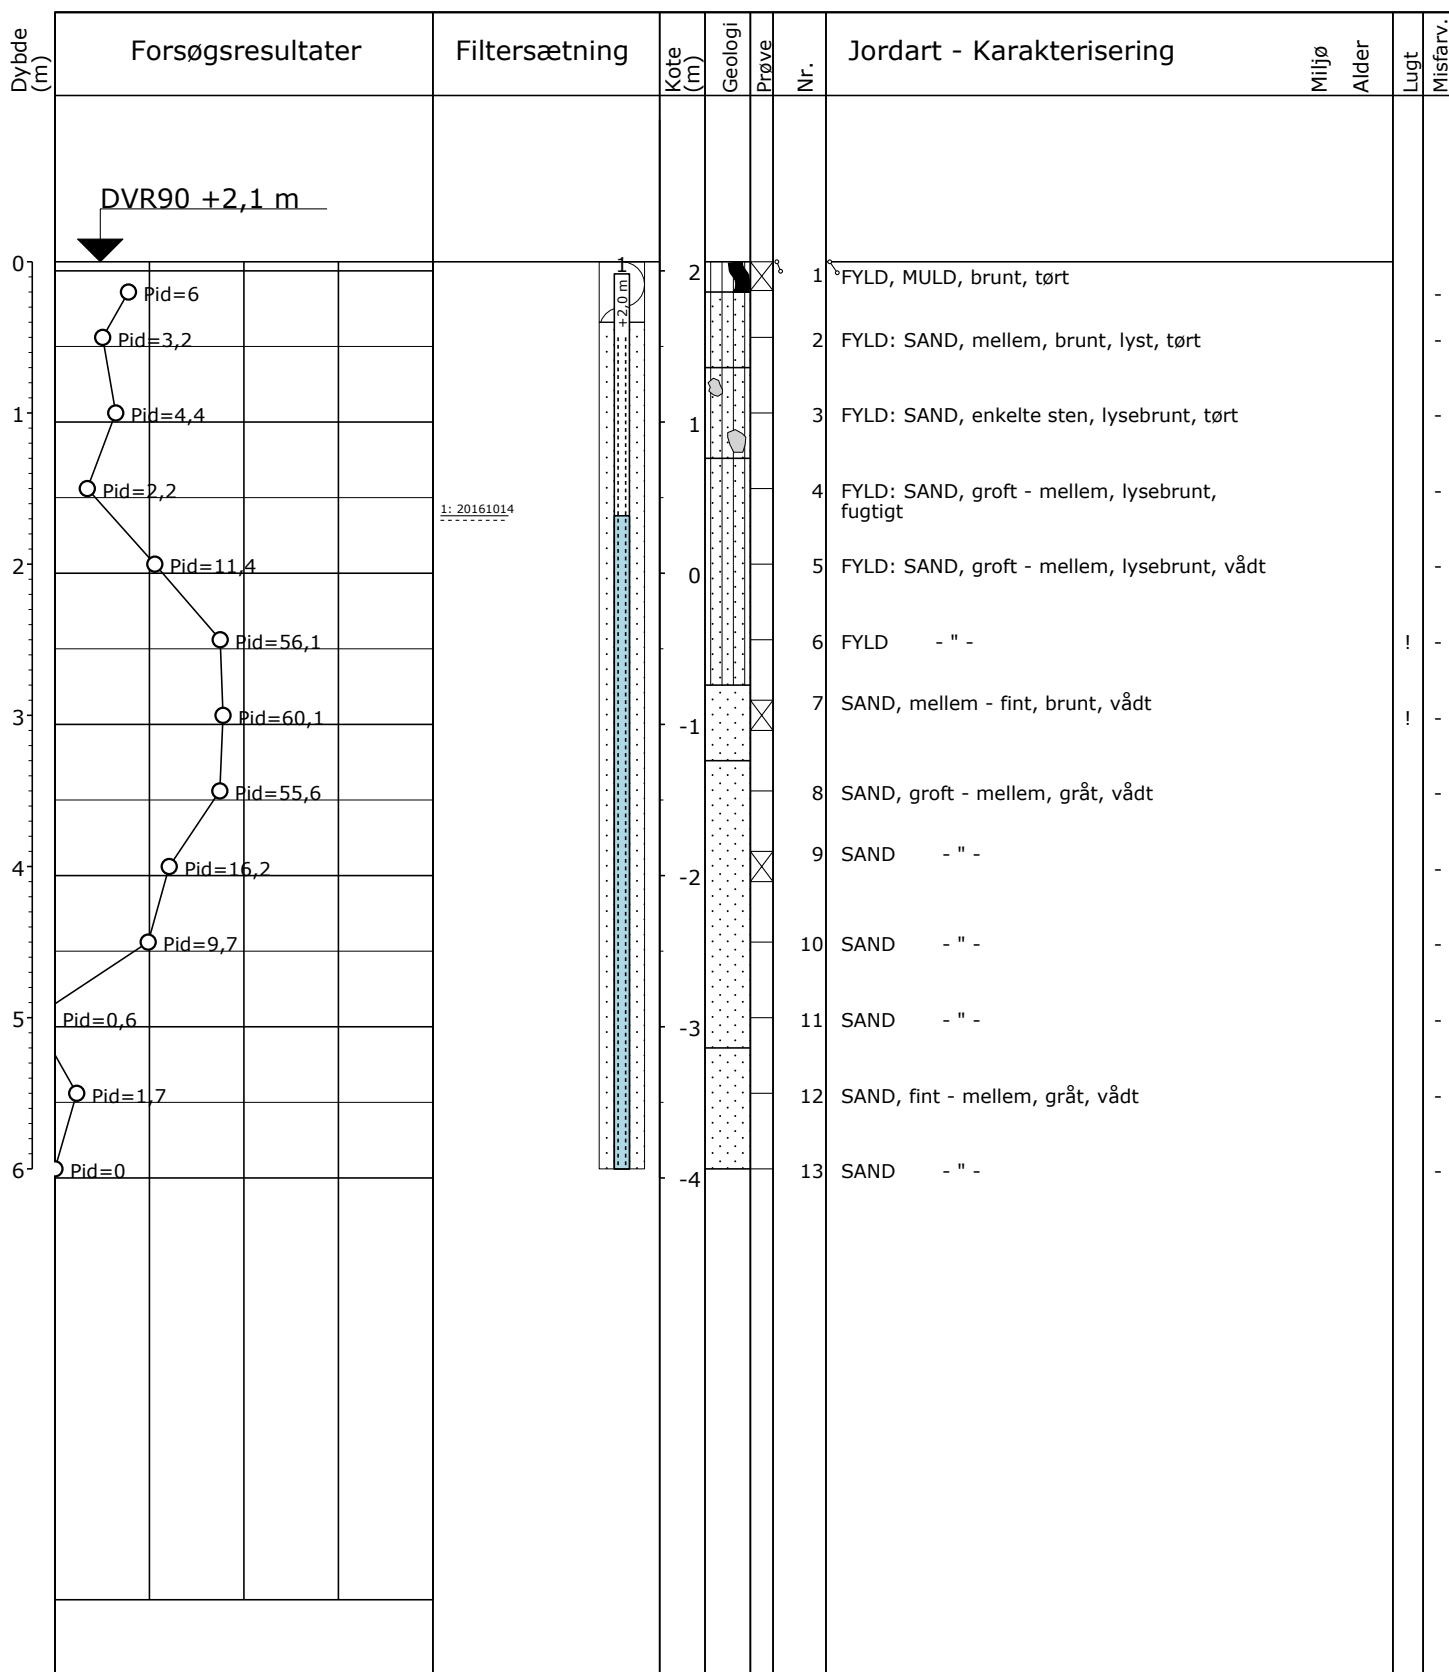 Dybde (m) Forsøgsresultater Filtersætning Kote (m) Geologi Prøve Nr. Jordart - Karakterisering Miljø Alder Lugt Misfarv.
DVR90 +2,1 m
0 1 2 1 FYLD, MULD, brunt, tørt
Pid=6 +2,0 m -
Pid=3,2 2 FYLD: SAND, mellem, brunt, lyst, tørt -
1 Pid=4,4 1 3 FYLD: SAND, enkelte sten, lysebrunt, tørt -
Pid=2,2 4 FYLD: SAND, groft - mellem, lysebrunt, -
fugtigt
1: 20161014
2 Pid=11,4 0 5 FYLD: SAND, groft - mellem, lysebrunt, vådt -
Pid=56,1 6 FYLD - " - ! -
7 SAND, mellem - fint, brunt, vådt
3 Pid=60,1 -1 ! -
Pid=55,6 8 SAND, groft - mellem, gråt, vådt -
9 SAND - " -
4 Pid=16,2 -2 -
Pid=9,7 10 SAND - " - -
5 Pid=0,6 -3 11 SAND - " - -
Pid=1,7 12 SAND, fint - mellem, gråt, vådt -
6 Pid=0 -4 13 SAND - " - -